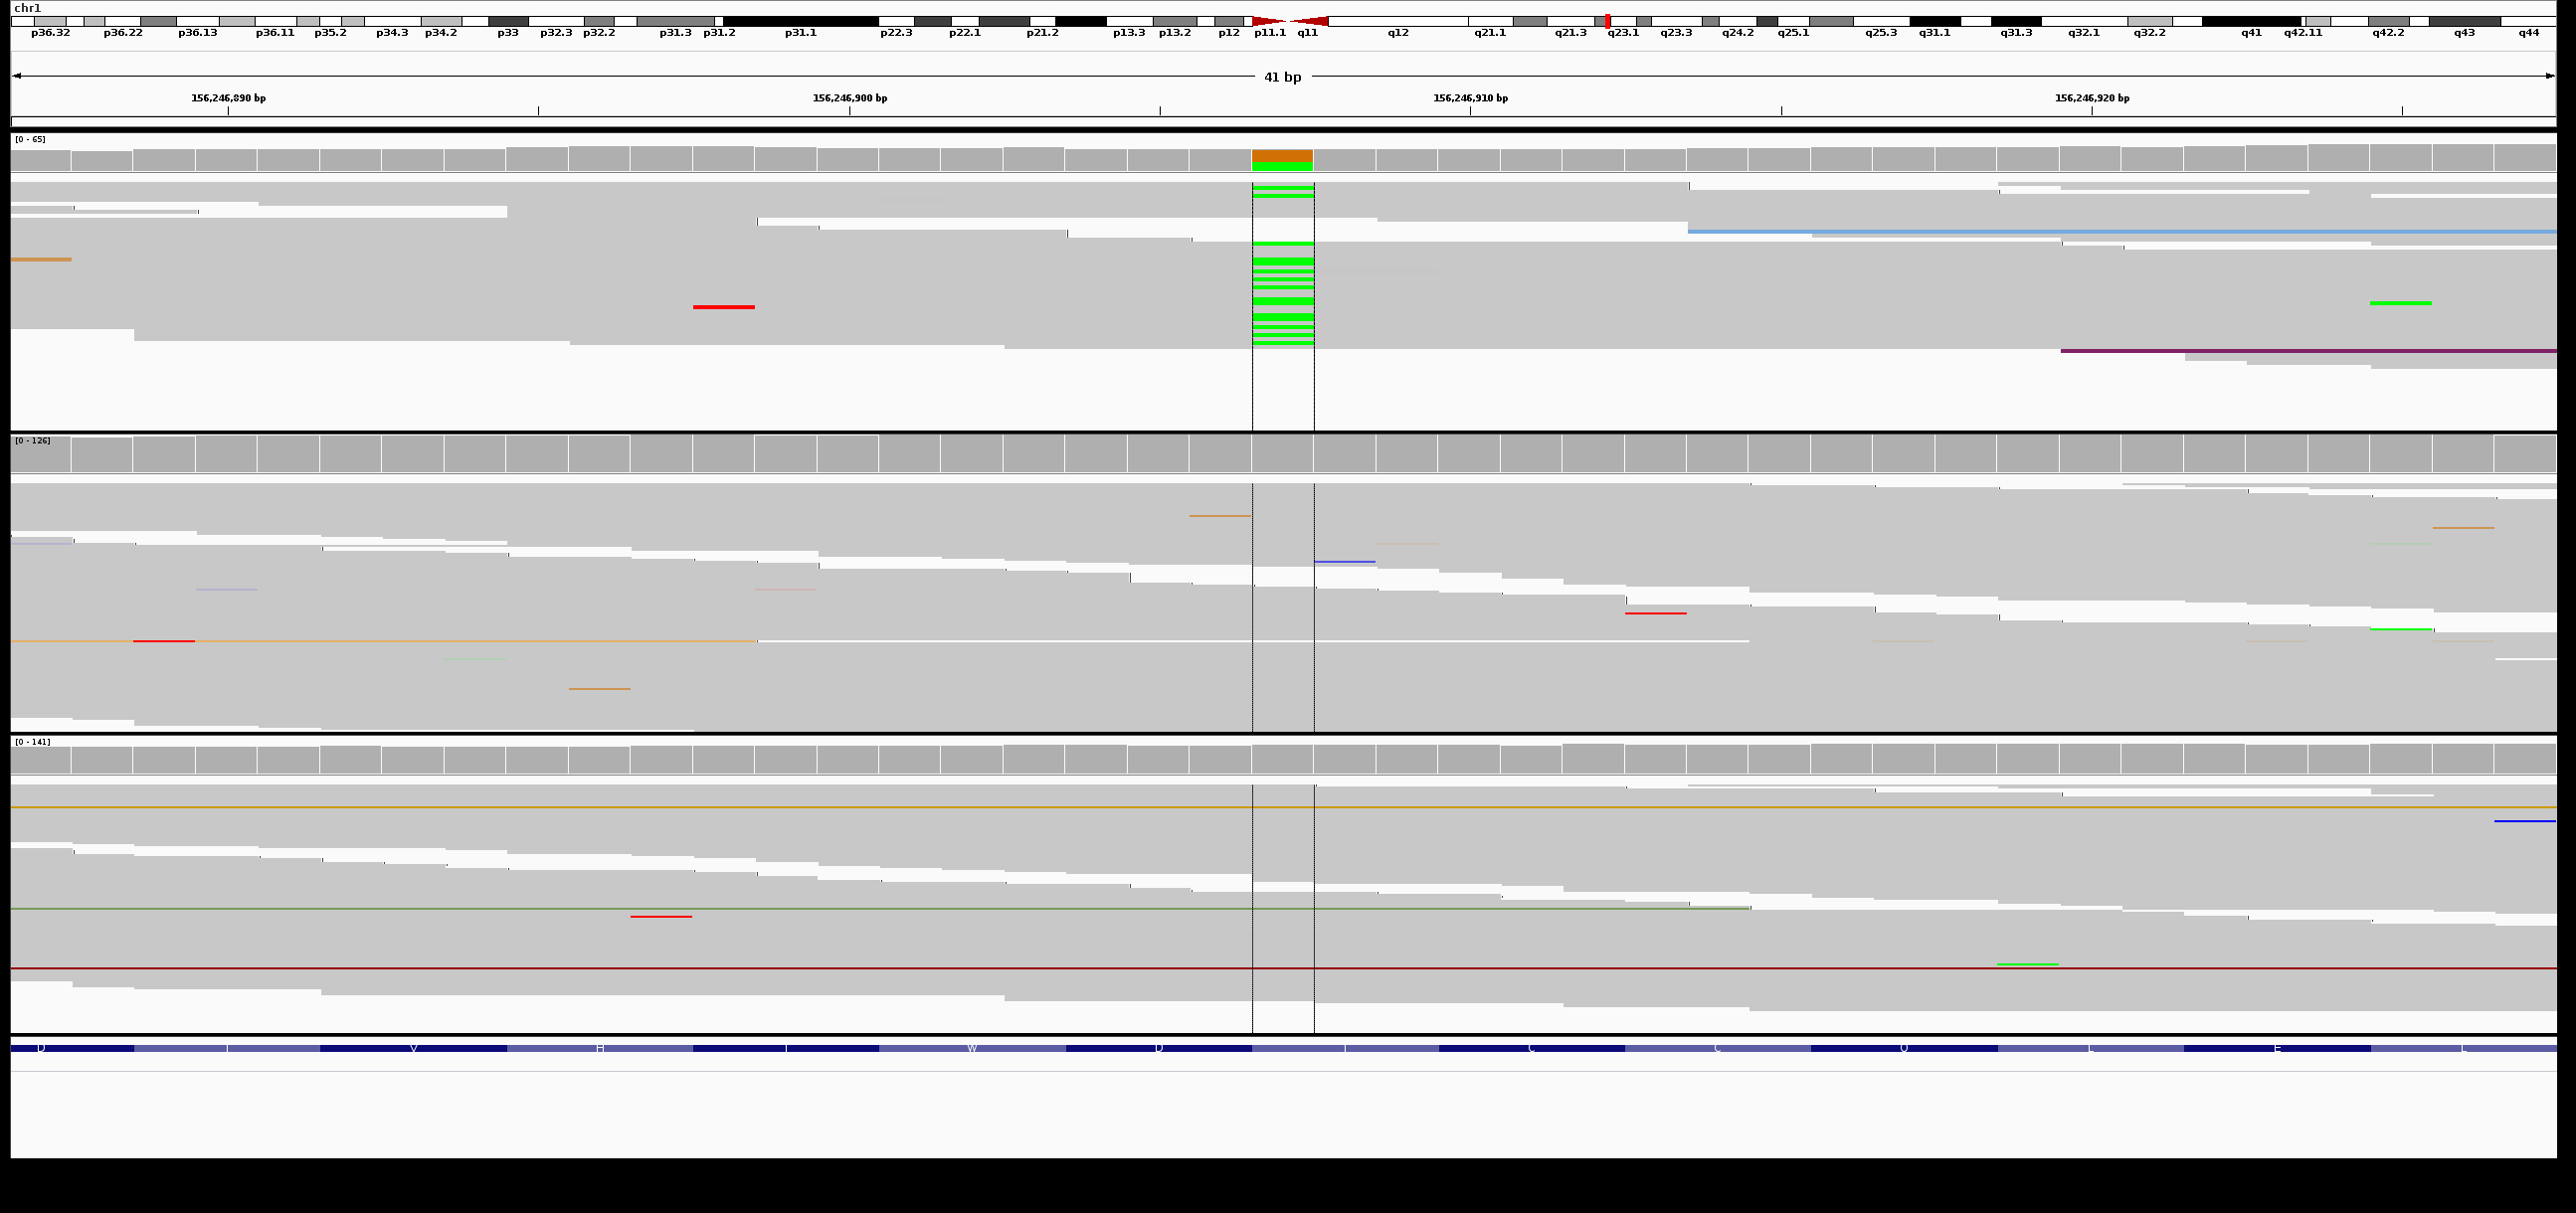 chr1
p36.32 p36.22 p36.13 p36.11 p35.2 p34.3 p34.2 p33 p32.3 p32.2 p31.3 p31.2 p31.1 p22.3 p22.1 p21.2 p13.3 p13.2 p12 p11.1 q11 q12 q21.1 q21.3 q23.1 q23.3 q24.2 q25.1 q25.3 q31.1 q31.3 q32.1 q32.2 q41 q42.11 q42.2 q43 q44
41 bp
156,246,890 bp 156,246,900 bp 156,246,910 bp 156,246,920 bp
[0 - 65]
[0 - 126]
[0 - 141]
D V H W D C C L E L